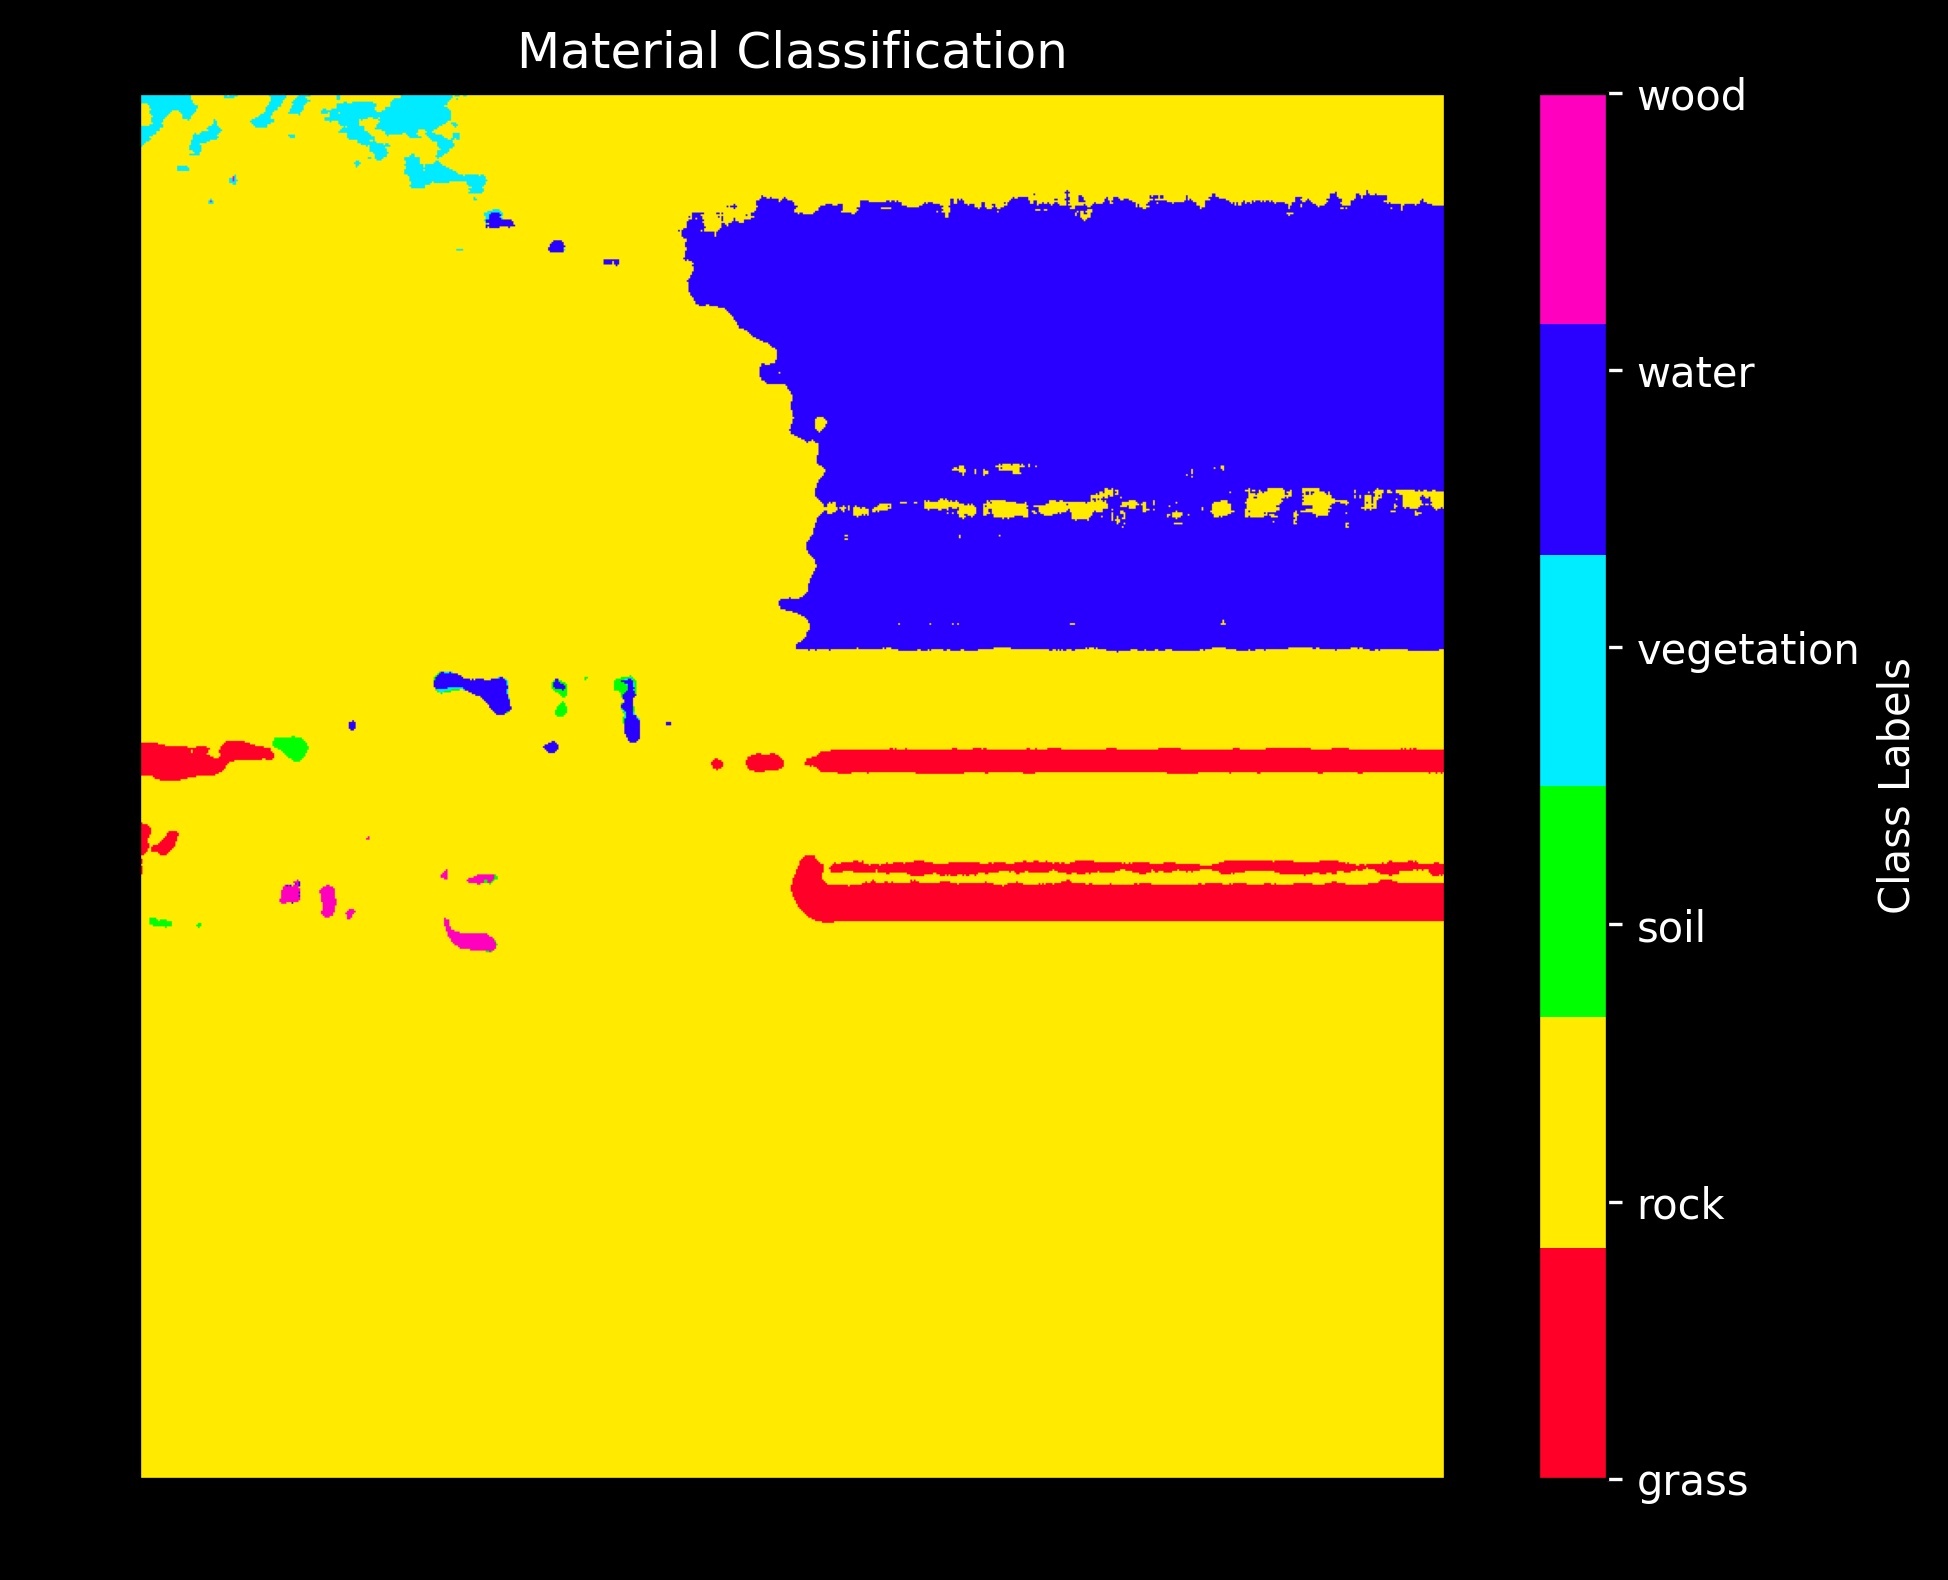 Material Classification
wood
water
vegetation
soil
rock
grass
Class Labels